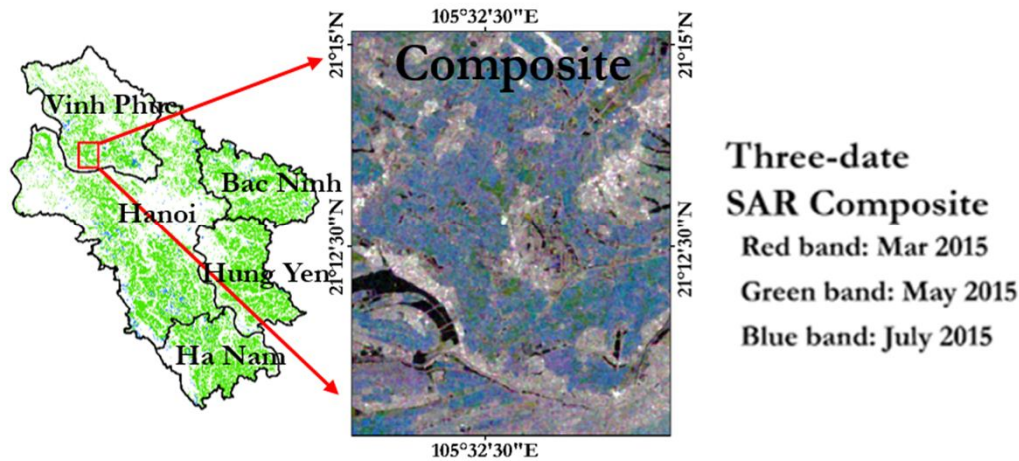 Vinh Phuc
Bac Ninh
Hanoi
Hung Yen
Ha Nam
105°32'30"E
21°15'N
21°12'30"N
Composite
21°15'N
21°12'30"N
105°32'30"E
Three-date
SAR Composite
Red band: Mar 2015
Green band: May 2015
Blue band: July 2015